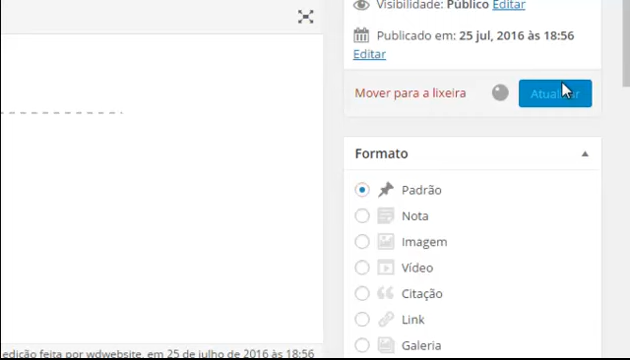 Visibilidade: Público Editar
Publicado em: 25 jul, 2016 às 18:56
Editar
Mover para a lixeira
Atualizar
Formato
Padrão
Nota
Imagem
Vídeo
Citação
Link
Galeria
edição feita por wdwebsite, em 25 de julho de 2016 às 18:56